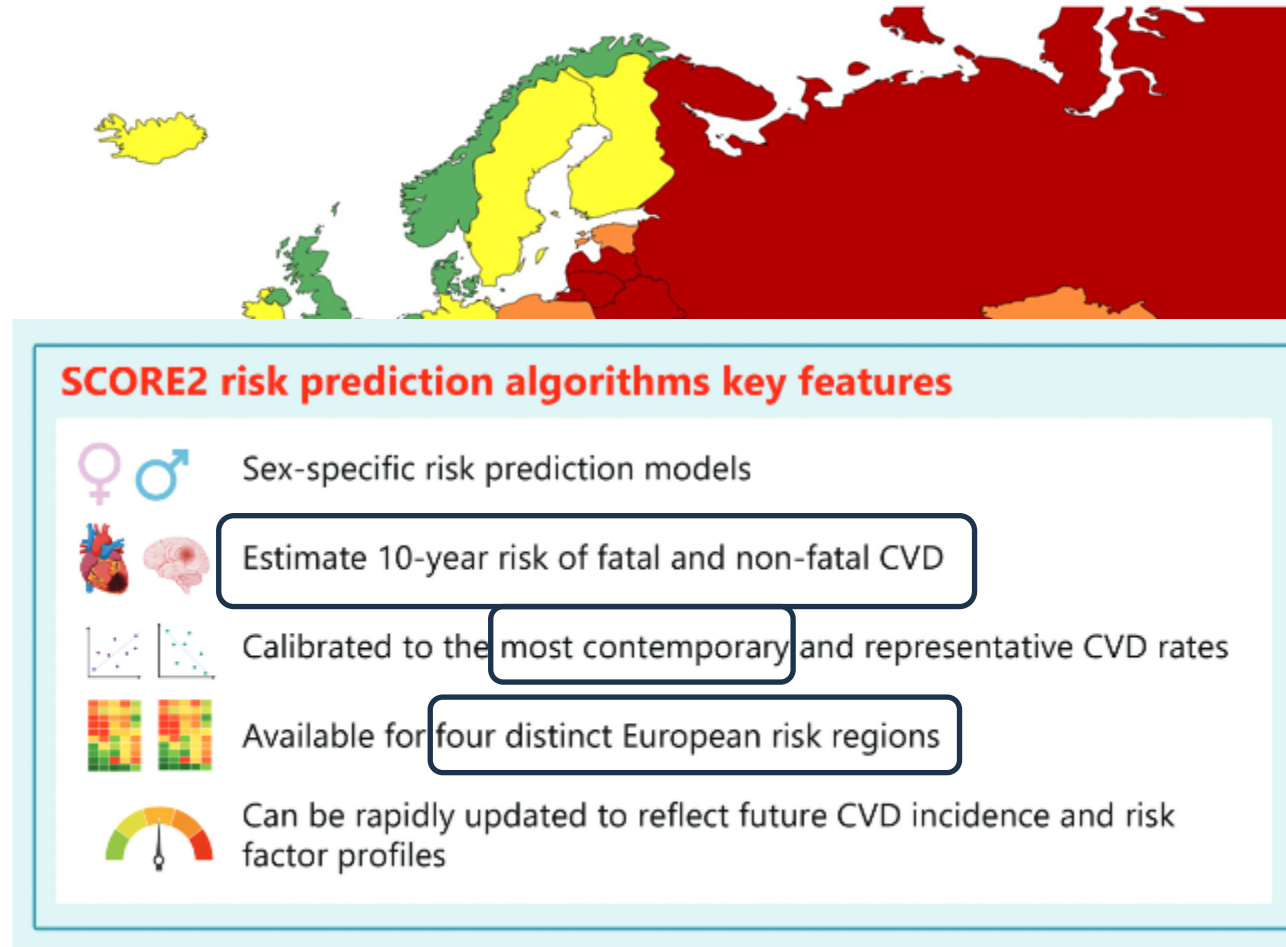 SCORE2 risk prediction algorithms key features
Sex-specific risk prediction models
Estimate 10-year risk of fatal and non-fatal CVD
Calibrated to the most contemporary and representative CVD rates
Available for four distinct European risk regions
Can be rapidly updated to reflect future CVD incidence and risk
factor profiles